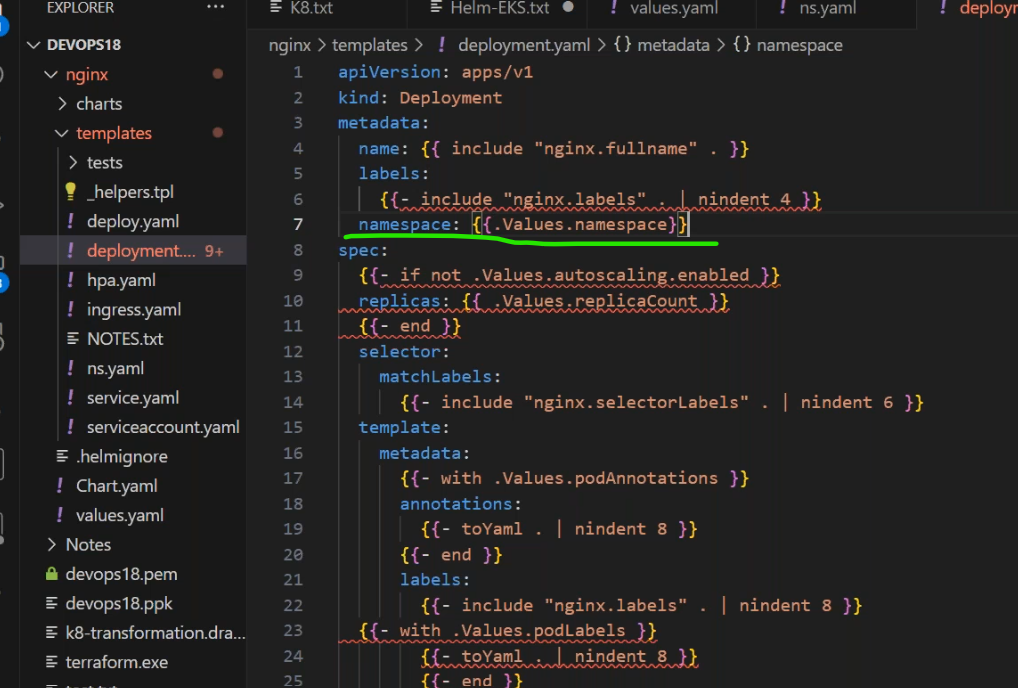 EXPLORER
...
DEVOPS18
nginx
charts
templates
tests
_helpers.tpl
deploy.yaml
deployment.... 9+
hpa.yaml
ingress.yaml
NOTES.txt
ns.yaml
service.yaml
serviceaccount.yaml
.helmignore
Chart.yaml
values.yaml
Notes
devops18.pem
devops18.ppk
k8-transformation.dra...
terraform.exe
K8.txt
Helm-EKS.txt
values.yaml
ns.yaml
nginx > templates > ! deployment.yaml > {} metadata > {} namespace
1 apiVersion: apps/v1
2 kind: Deployment
3 metadata:
4 name: {{ include "nginx.fullname" . }}
5 labels:
6 {{- include "nginx.labels" . | nindent 4 }}
7 namespace: {{.Values.namespace}}
8 spec:
9 {{- if not .Values.autoscaling.enabled }}
10 replicas: {{ .Values.replicaCount }}
11 {{- end }}
12 selector:
13 matchLabels:
14 {{- include "nginx.selectorLabels" . | nindent 6 }}
15 template:
16 metadata:
17 {{- with .Values.podAnnotations }}
18 annotations:
19 {{- toYaml . | nindent 8 }}
20 {{- end }}
21 labels:
22 {{- include "nginx.labels" . | nindent 8 }}
23 {{- with .Values.podLabels }}
24 {{- toYaml . | nindent 8 }}
25 {{- end }}